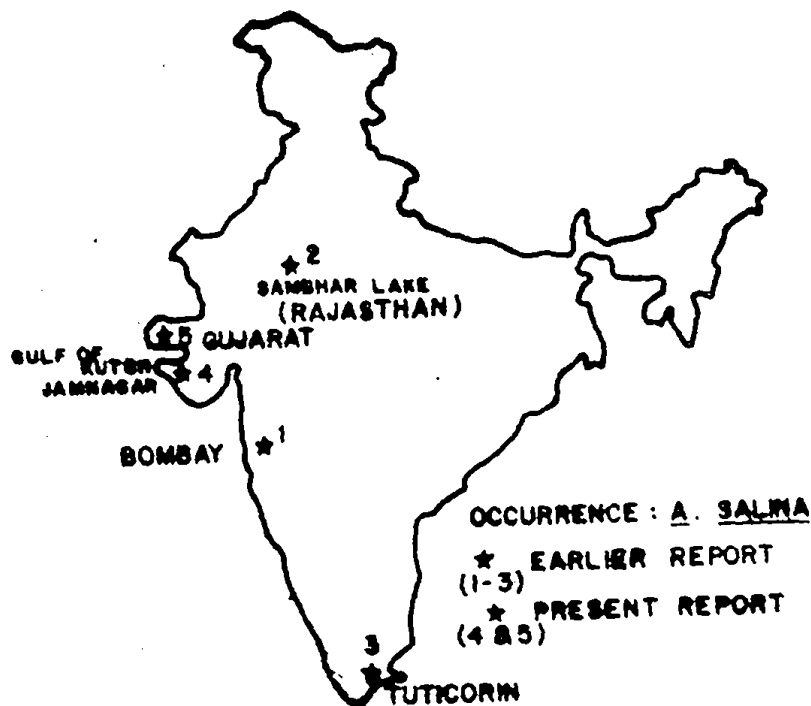 2
SAMBHAR LAKE
(RAJASTHAN)
5 GUJARAT
GULF OF
KUTCH
JAMNAGAR
4
BOMBAY
1
OCCURRENCE : A. SALINA
EARLIER REPORT
(1-3)
PRESENT REPORT
(4 & 5)
3
TUTICORIN